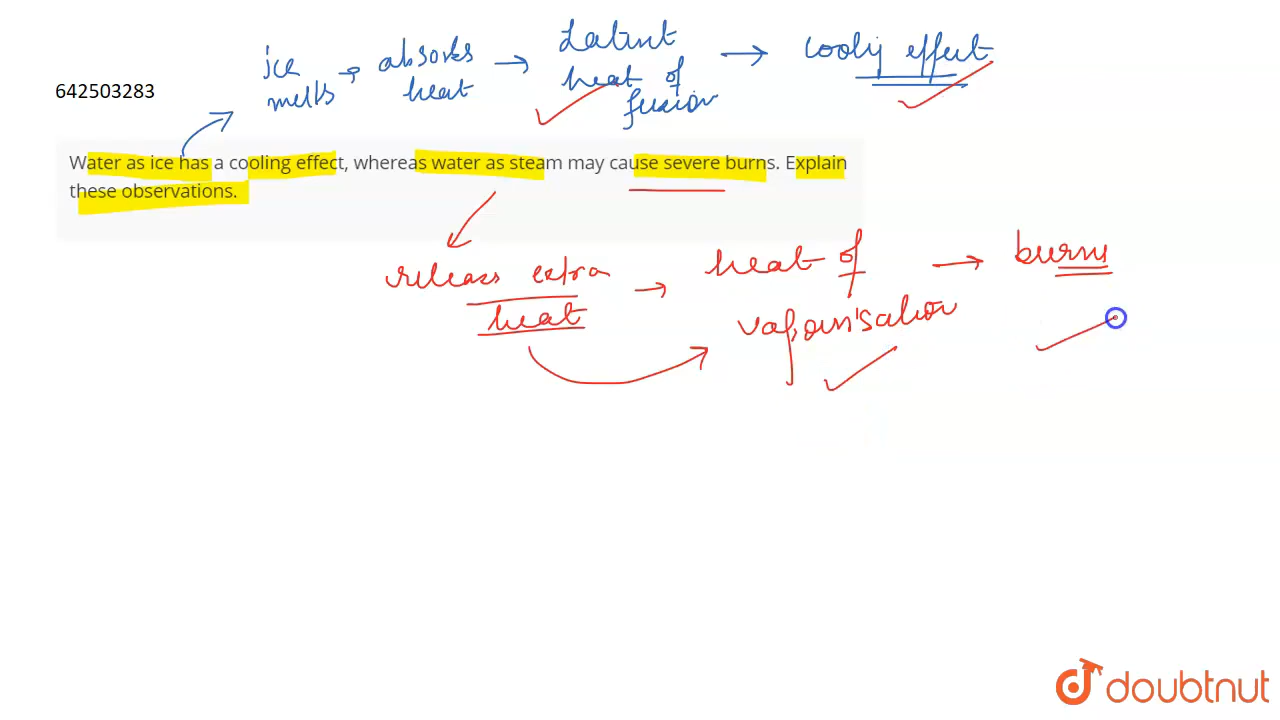 ice melts → absorbs heat → Latent heat of fusion → cooling effect
642503283
Water as ice has a cooling effect, whereas water as steam may cause severe burns. Explain
these observations.
release extra → heat of → burns
heat vapourisation
doubtnut